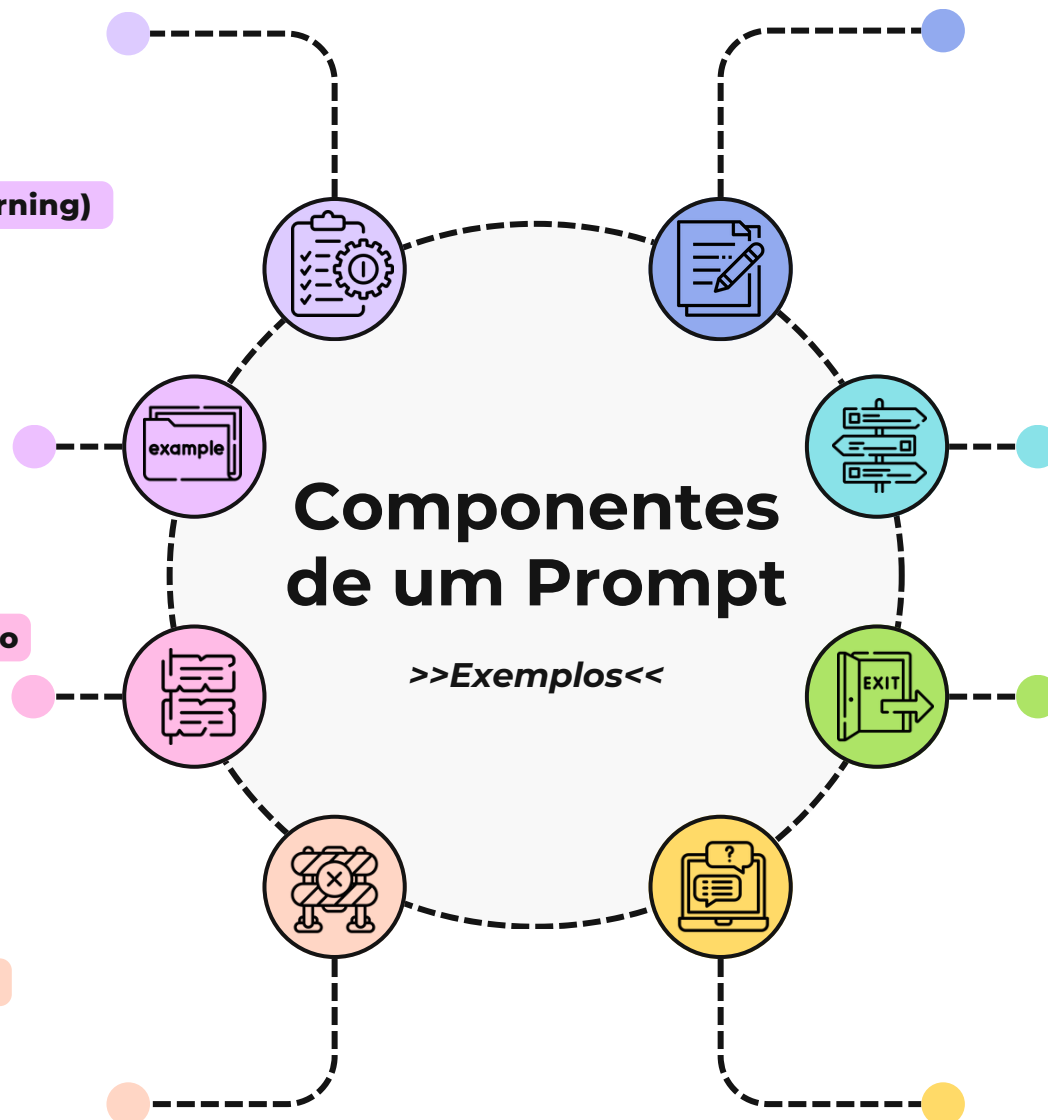 rning)
example
Componentes
de um Prompt
o
>>Exemplos<<
EXIT
?